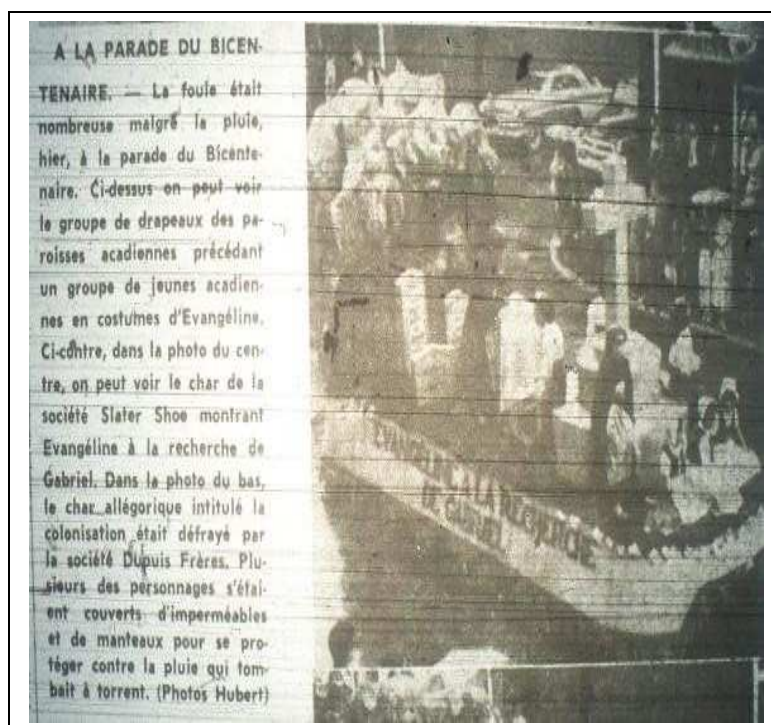 A LA PARADE DU BICEN-
TENAIRE. — La foule était
nombreuse malgré la pluie,
hier, à la parade du Bicente-
naire. Ci-dessus on peut voir
le groupe de drapeaux des pa-
roisses acadiennes précédant
un groupe de jeunes acadien-
nes en costumes d'Evangéline.
Ci-contre, dans la photo du cen-
tre, on peut voir le char de la
société Slater Shoe montrant
Evangéline à la recherche de
Gabriel. Dans la photo du bas,
le char allégorique intitulé la
colonisation était défrayé par
la société Dupuis Frères. Plu-
sieurs des personnages s'étai-
ent couverts d'imperméables
et de manteaux pour se pro-
téger contre la pluie qui tom-
bait à torrent. (Photos Hubert)
EVANGELINE A LA RECHERCHE
DE GABRIEL